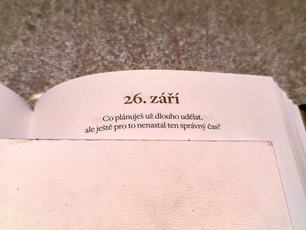 26. září
Co plánuješ už dlouho udělat,
ale ještě pro to nenastal ten správný čas?